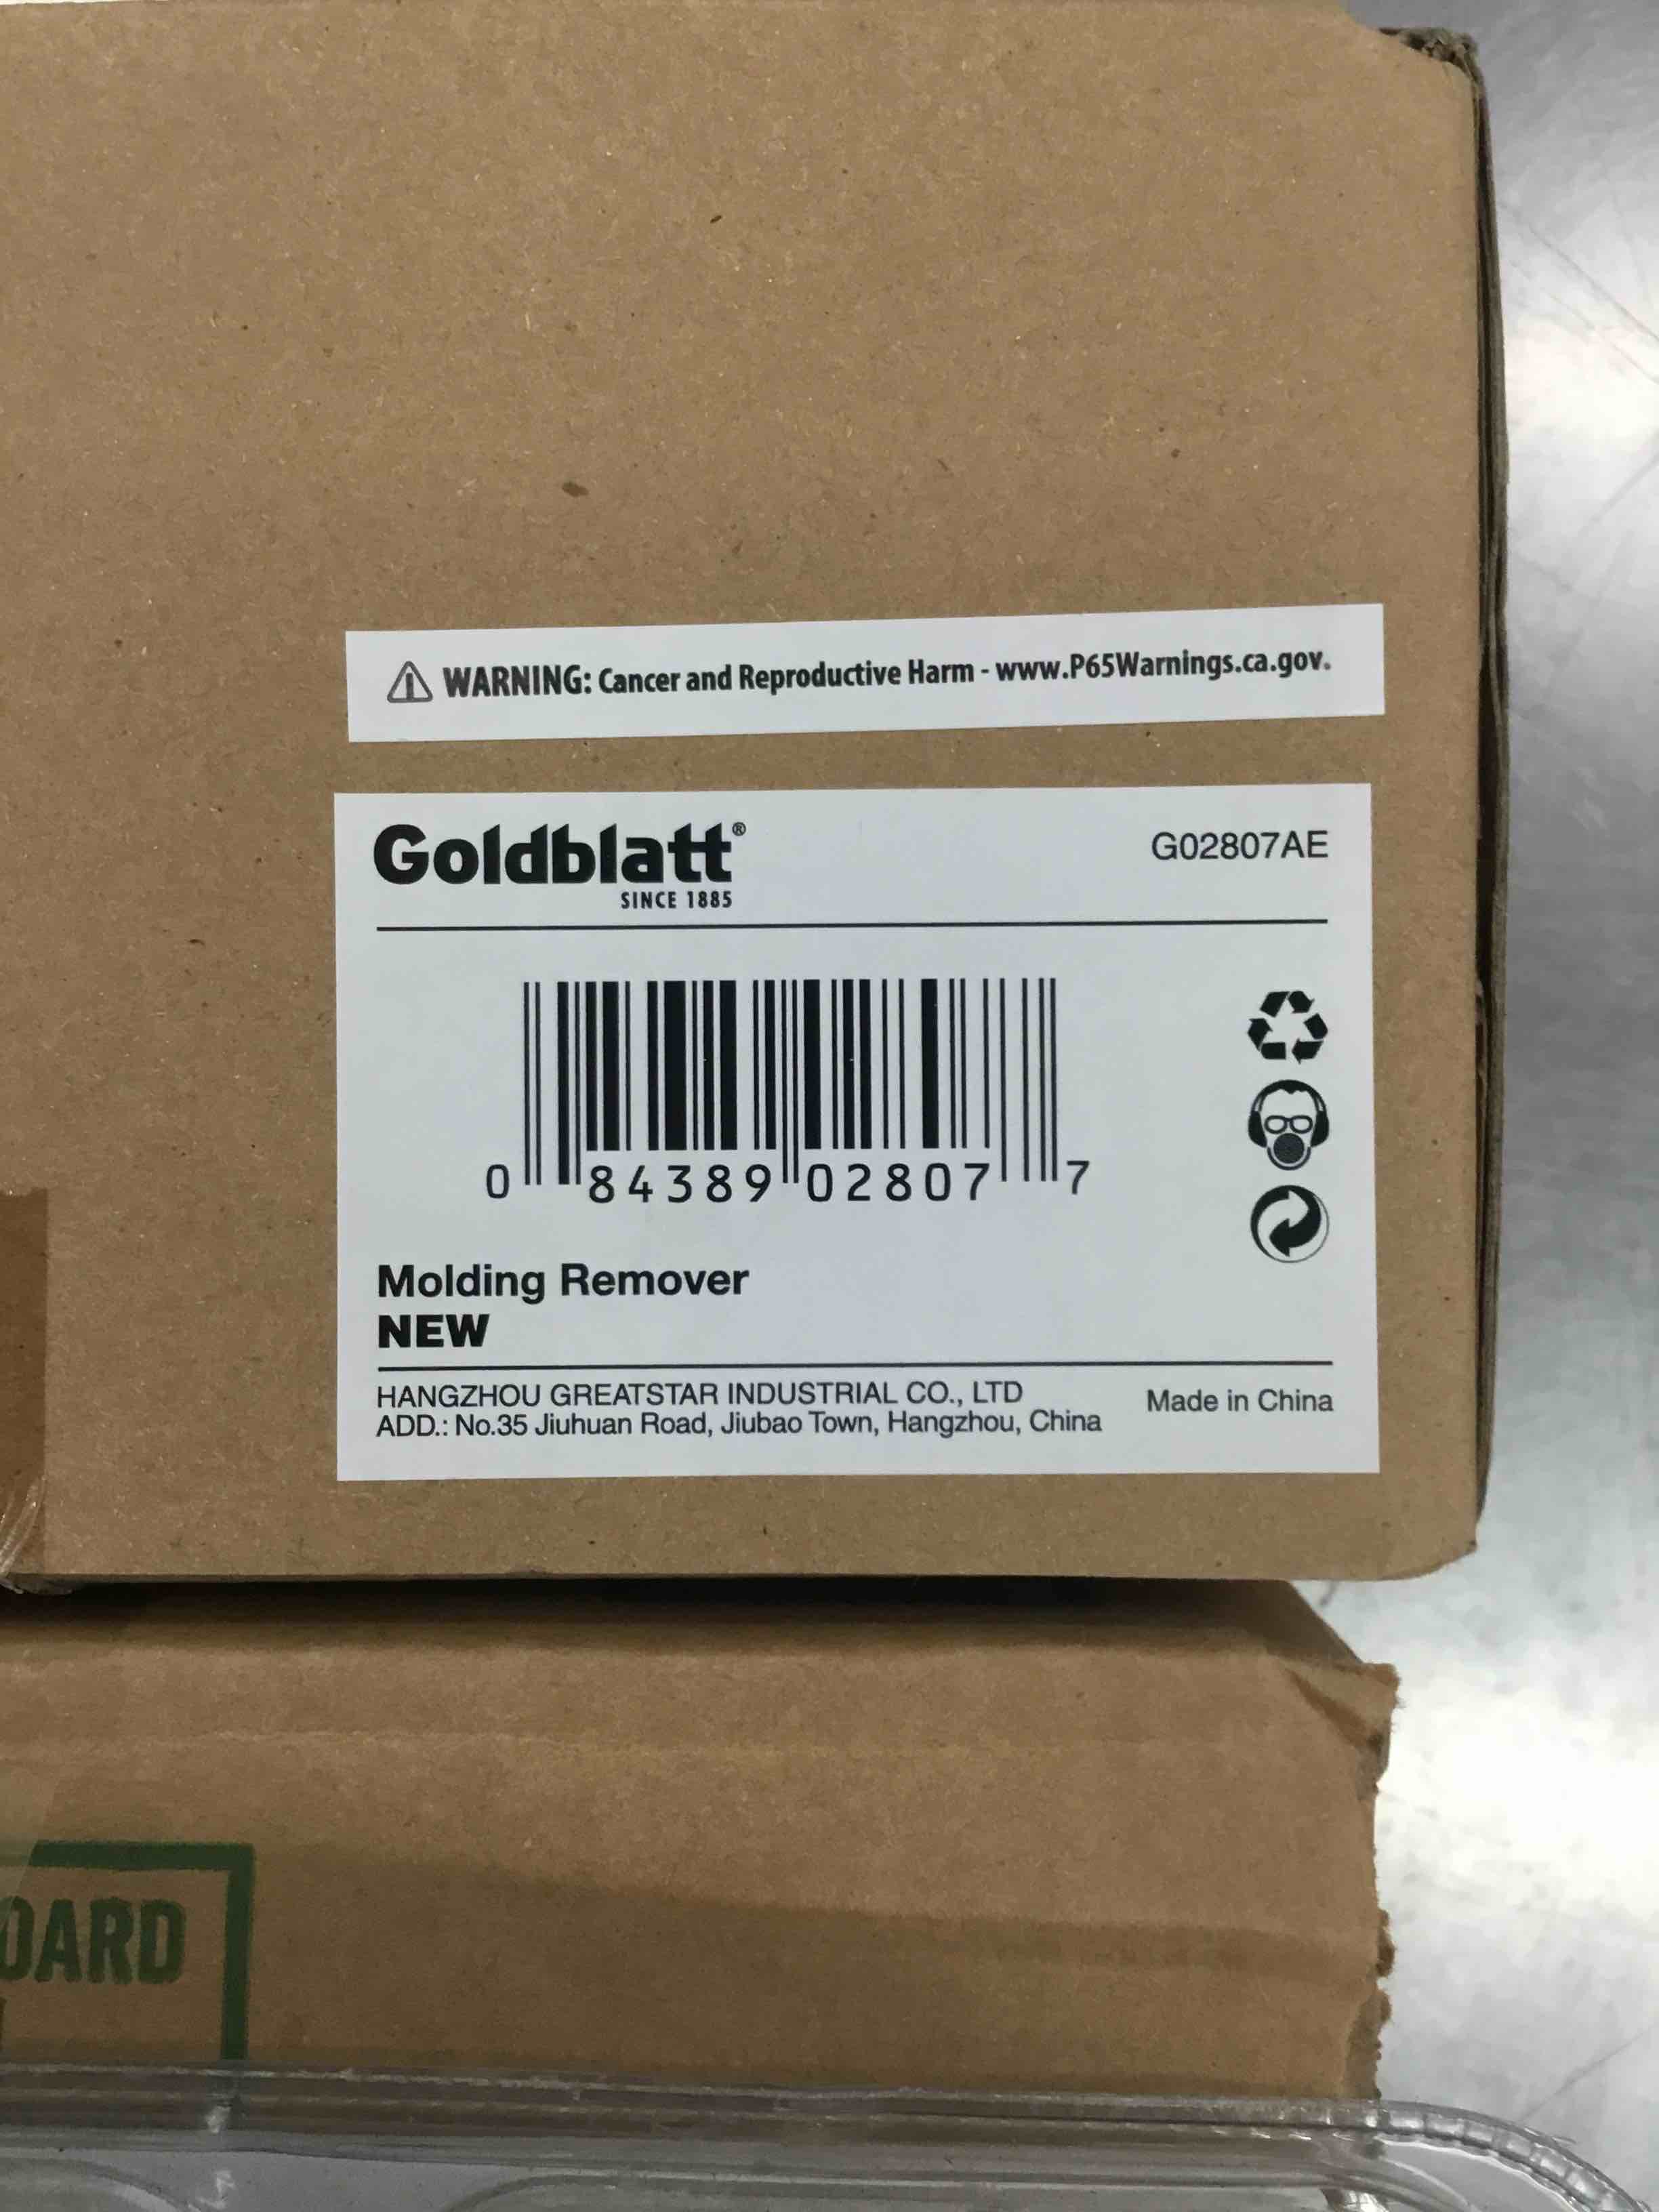 WARNING: Cancer and Reproductive Harm - www.P65Warnings.ca.gov.
Goldblatt®
SINCE 1885
G02807AE
0 84389 02807 7
Molding Remover
NEW
HANGZHOU GREATSTAR INDUSTRIAL CO., LTD
ADD.: No.35 Jiuhuan Road, Jiubao Town, Hangzhou, China
Made in China
OARD